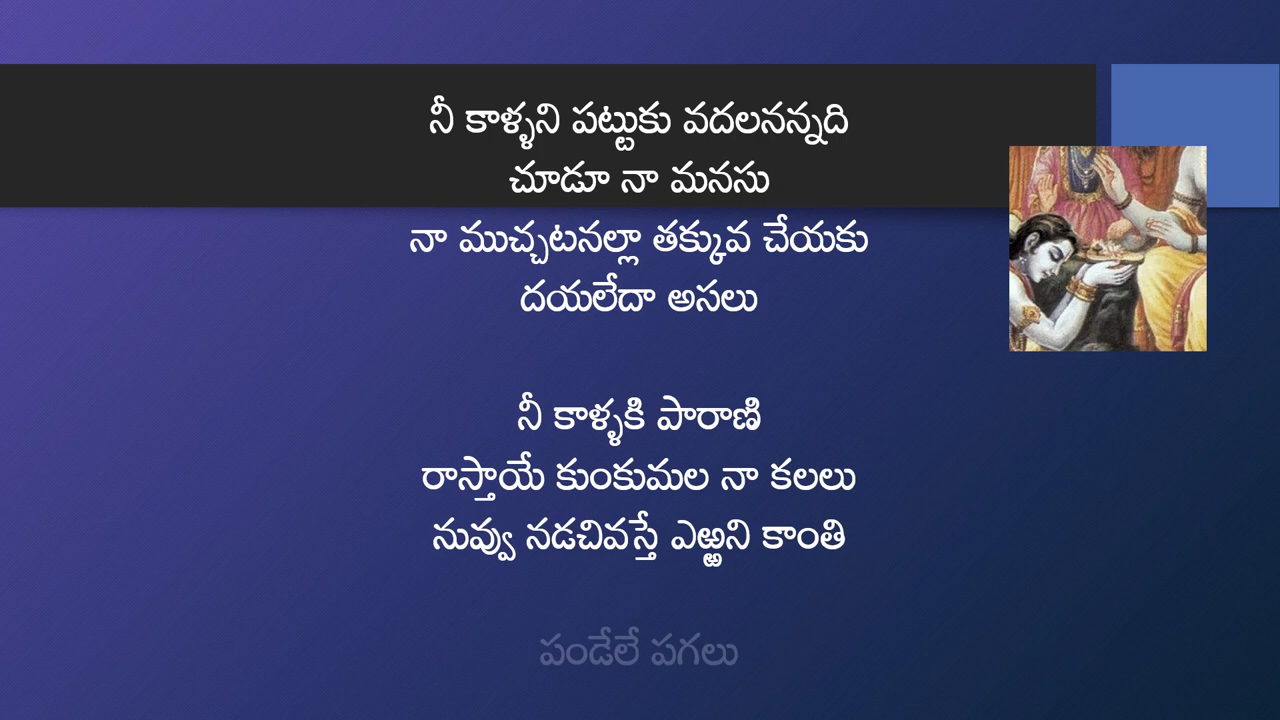 నీ కాళ్ళని పట్టుకు వదలనన్నది
చూడూ నా మనసు
నా ముచ్చటనల్లా తక్కువ చేయకు
దయలేదా అసలు
నీ కాళ్ళకి పారాణి
రాస్తాయే కుంకుమల నా కలలు
నువ్వు నడచివస్తే ఎఱ్ఱని కాంతి
పండేలే పగలు